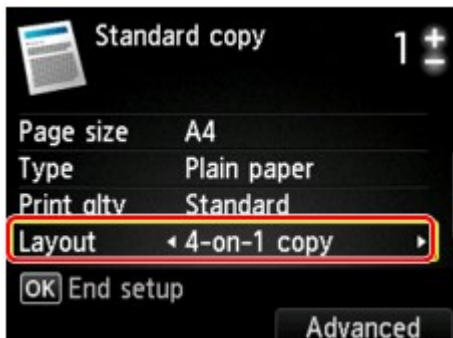 Standard copy 1
Page size A4
Type Plain paper
Print qlty Standard
Layout 4-on-1 copy
OK End setup
Advanced